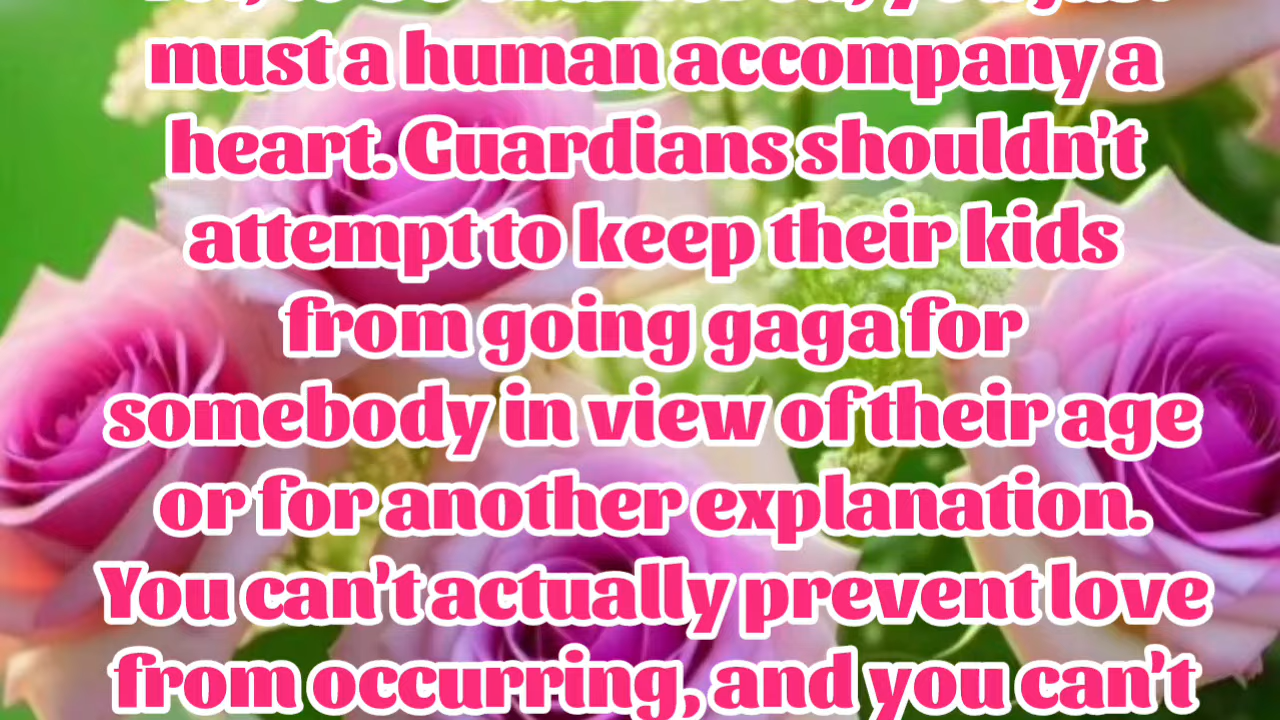 must a human accompany a
heart. Guardians shouldn't
attempt to keep their kids
from going gaga for
somebody in view of their age
or for another explanation.
You can't actually prevent love
from occurring, and you can't